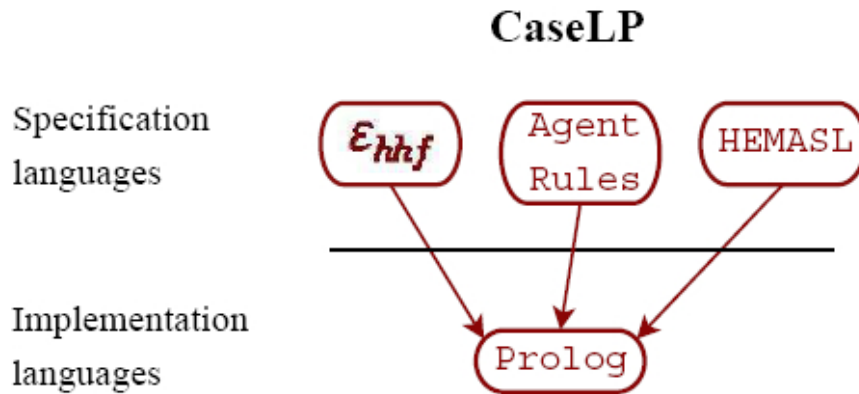 CaseLP
Specification
languages
εhhf
Agent
Rules
HEMASL
Implementation
languages
Prolog